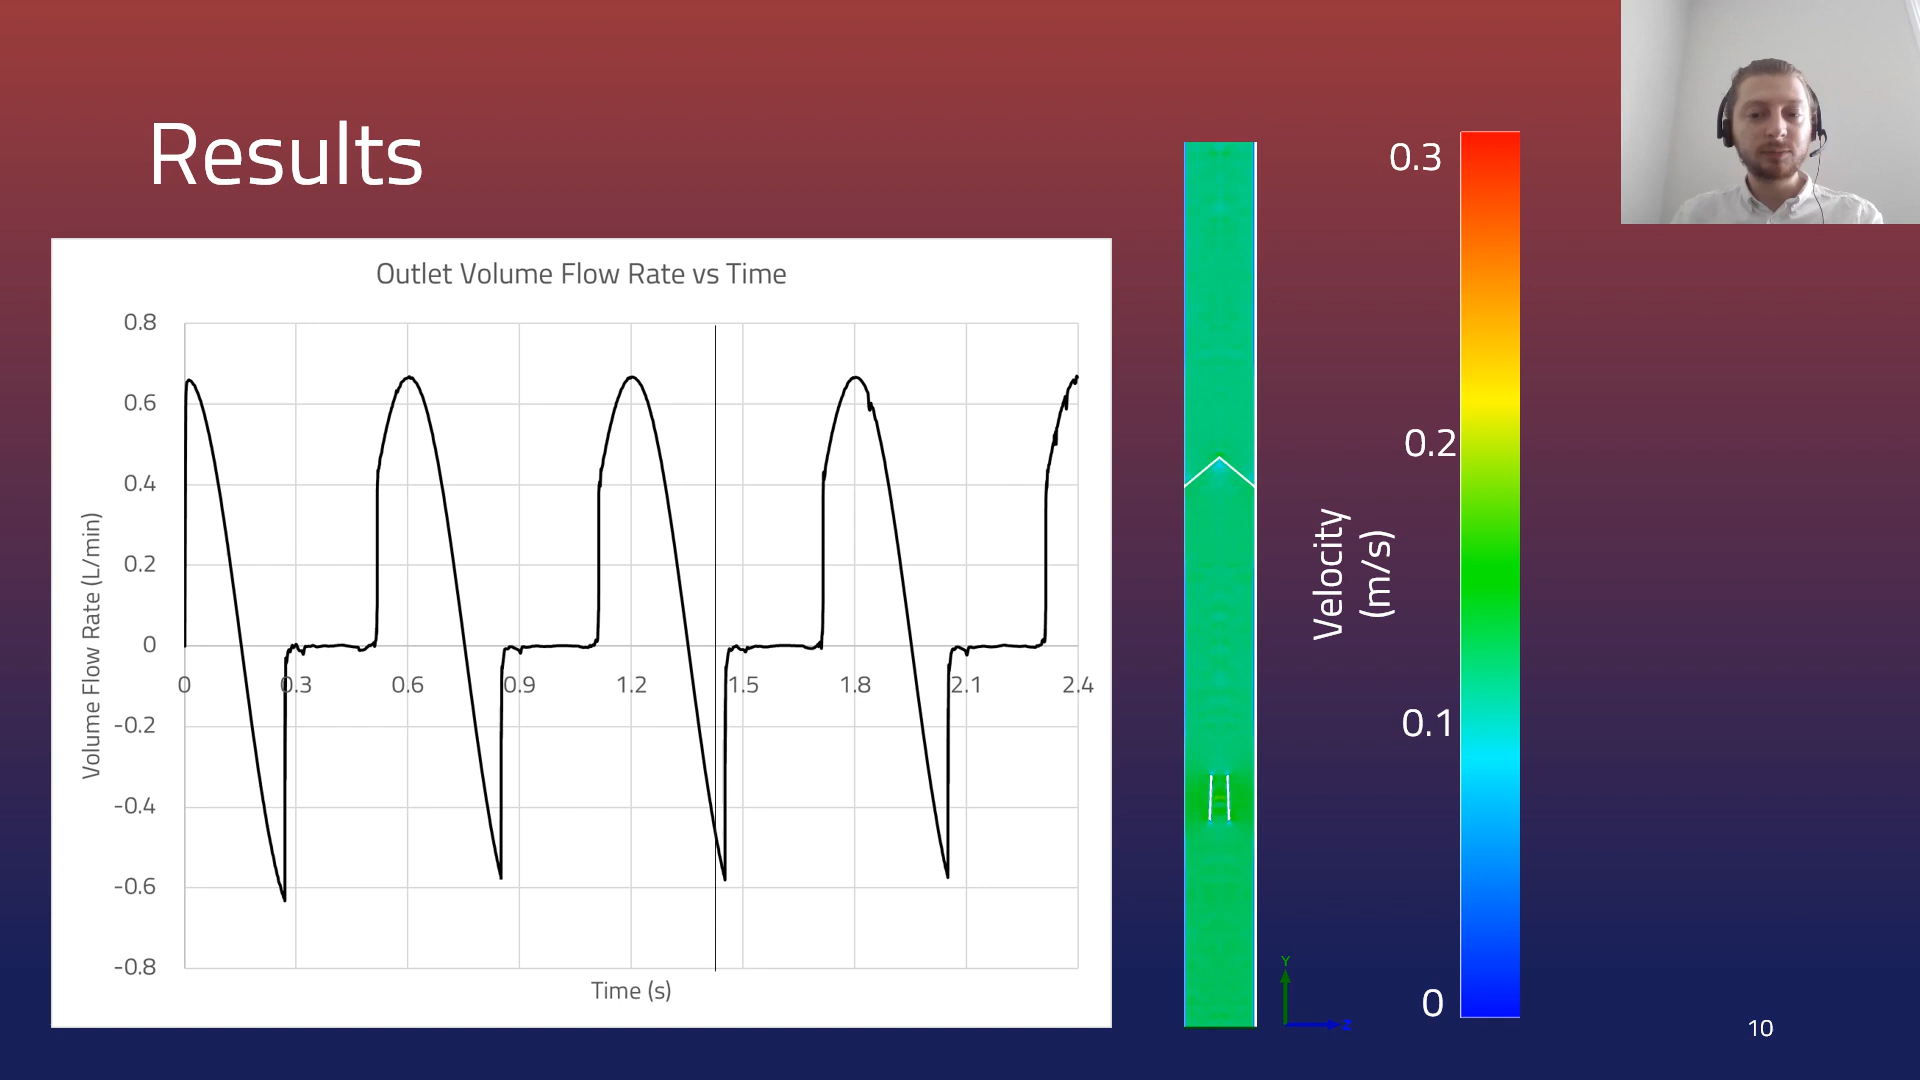 Results
Outlet Volume Flow Rate vs Time
0.8
0.6
0.4
0.2
0
-0.2
-0.4
-0.6
-0.8
0 0.3 0.6 0.9 1.2 1.5 1.8 2.1 2.4
Volume Flow Rate (L/min)
Time (s)
Y
Z
Velocity
(m/s)
0.3
0.2
0.1
0
10